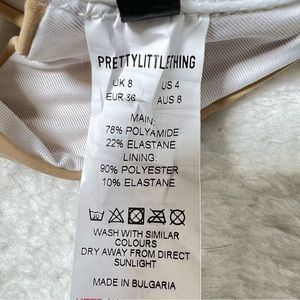 PRETTYLITTLETHING
UK 8 US 4
EUR 36 AUS 8
MAIN:
78% POLYAMIDE
22% ELASTANE
LINING:
90% POLYESTER
10% ELASTANE
WASH WITH SIMILAR
COLOURS
DRY AWAY FROM DIRECT
SUNLIGHT
MADE IN BULGARIA